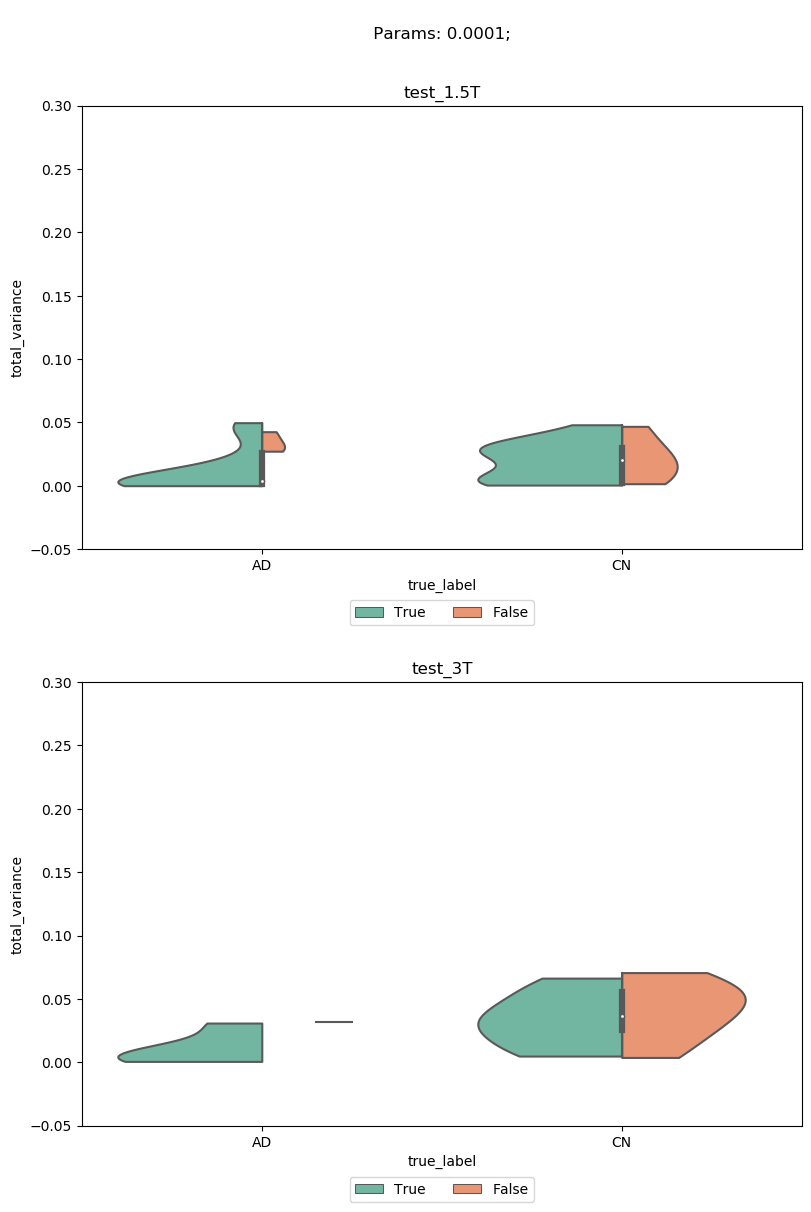 Params: 0.0001;
test_1.5T
0.30
0.25
0.20
0.15
0.10
0.05
0.00
−0.05
total_variance
AD CN
true_label
True False
test_3T
0.30
0.25
0.20
0.15
0.10
0.05
0.00
−0.05
total_variance
AD CN
true_label
True False